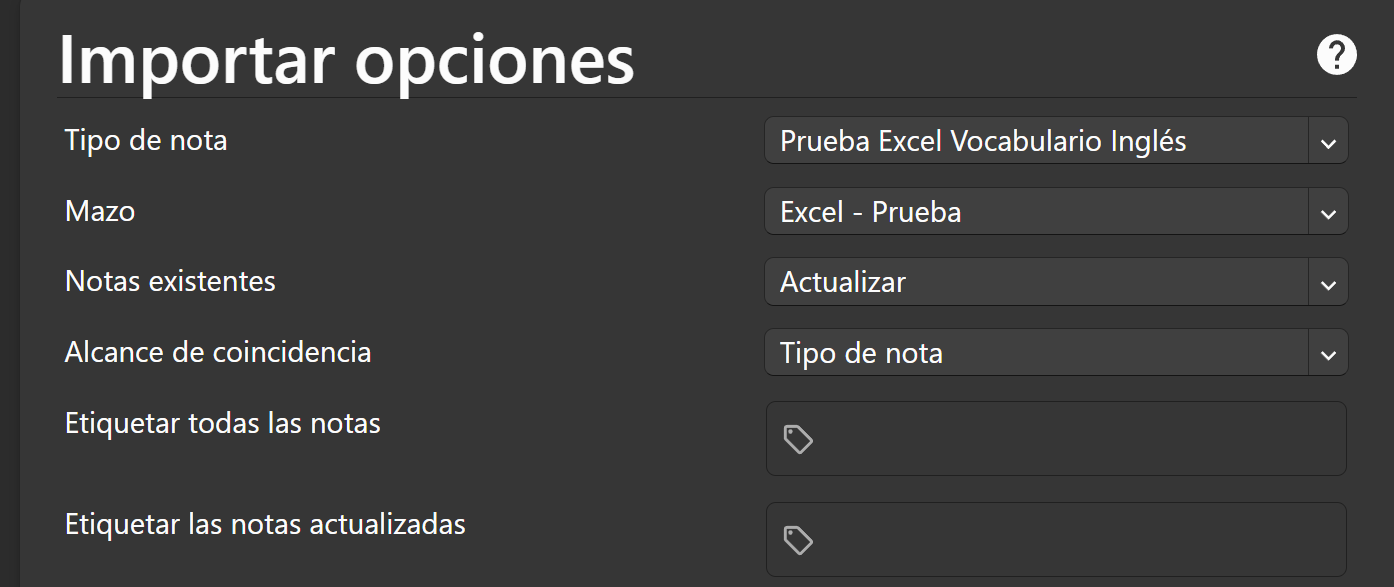 Importar opciones
Tipo de nota
Prueba Excel Vocabulario Inglés
Mazo
Excel - Prueba
Notas existentes
Actualizar
Alcance de coincidencia
Tipo de nota
Etiquetar todas las notas
Etiquetar las notas actualizadas